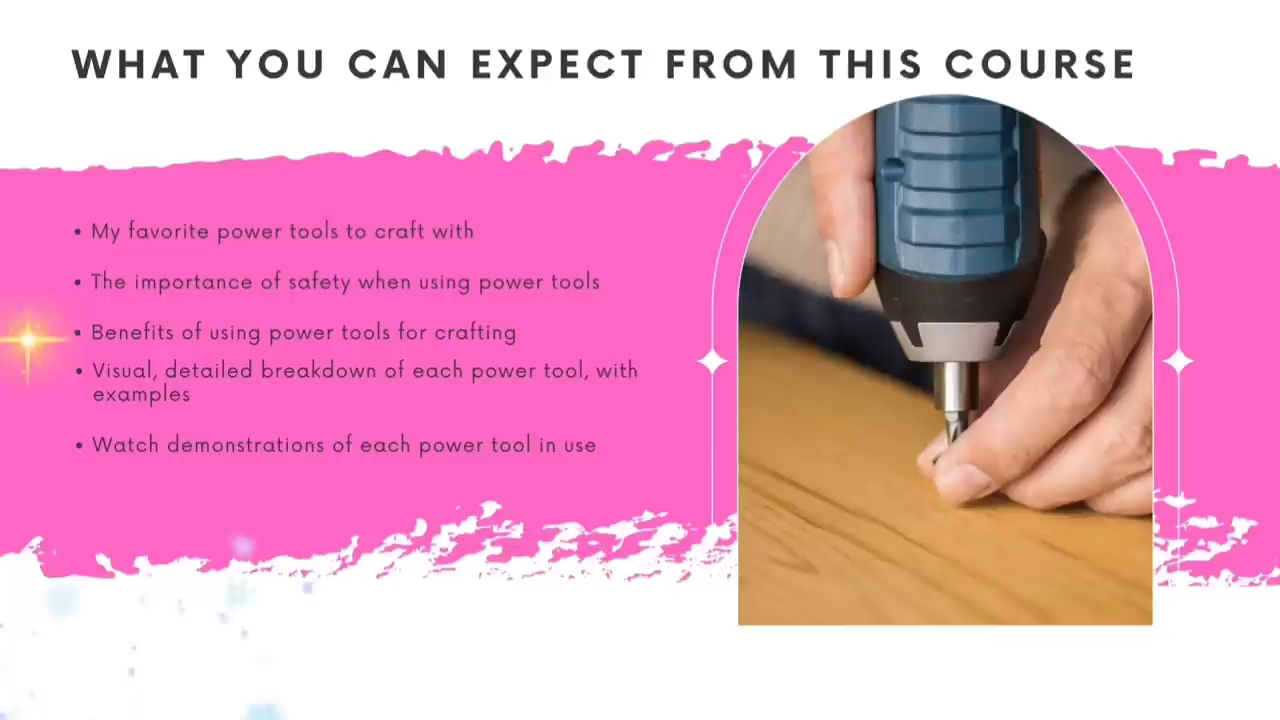 WHAT YOU CAN EXPECT FROM THIS COURSE
• My favorite power tools to craft with
• The importance of safety when using power tools
• Benefits of using power tools for crafting
• Visual, detailed breakdown of each power tool, with
examples
• Watch demonstrations of each power tool in use